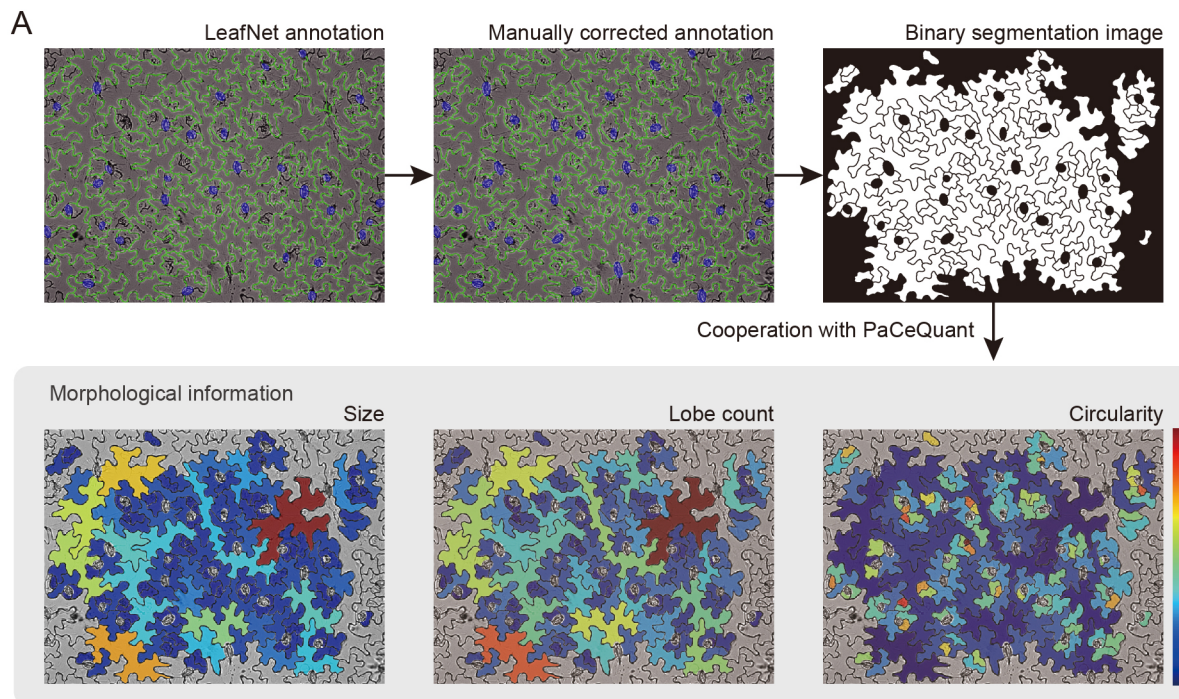 A
LeafNet annotation
Manually corrected annotation
Binary segmentation image
Cooperation with PaCeQuant
Morphological information
Size
Lobe count
Circularity